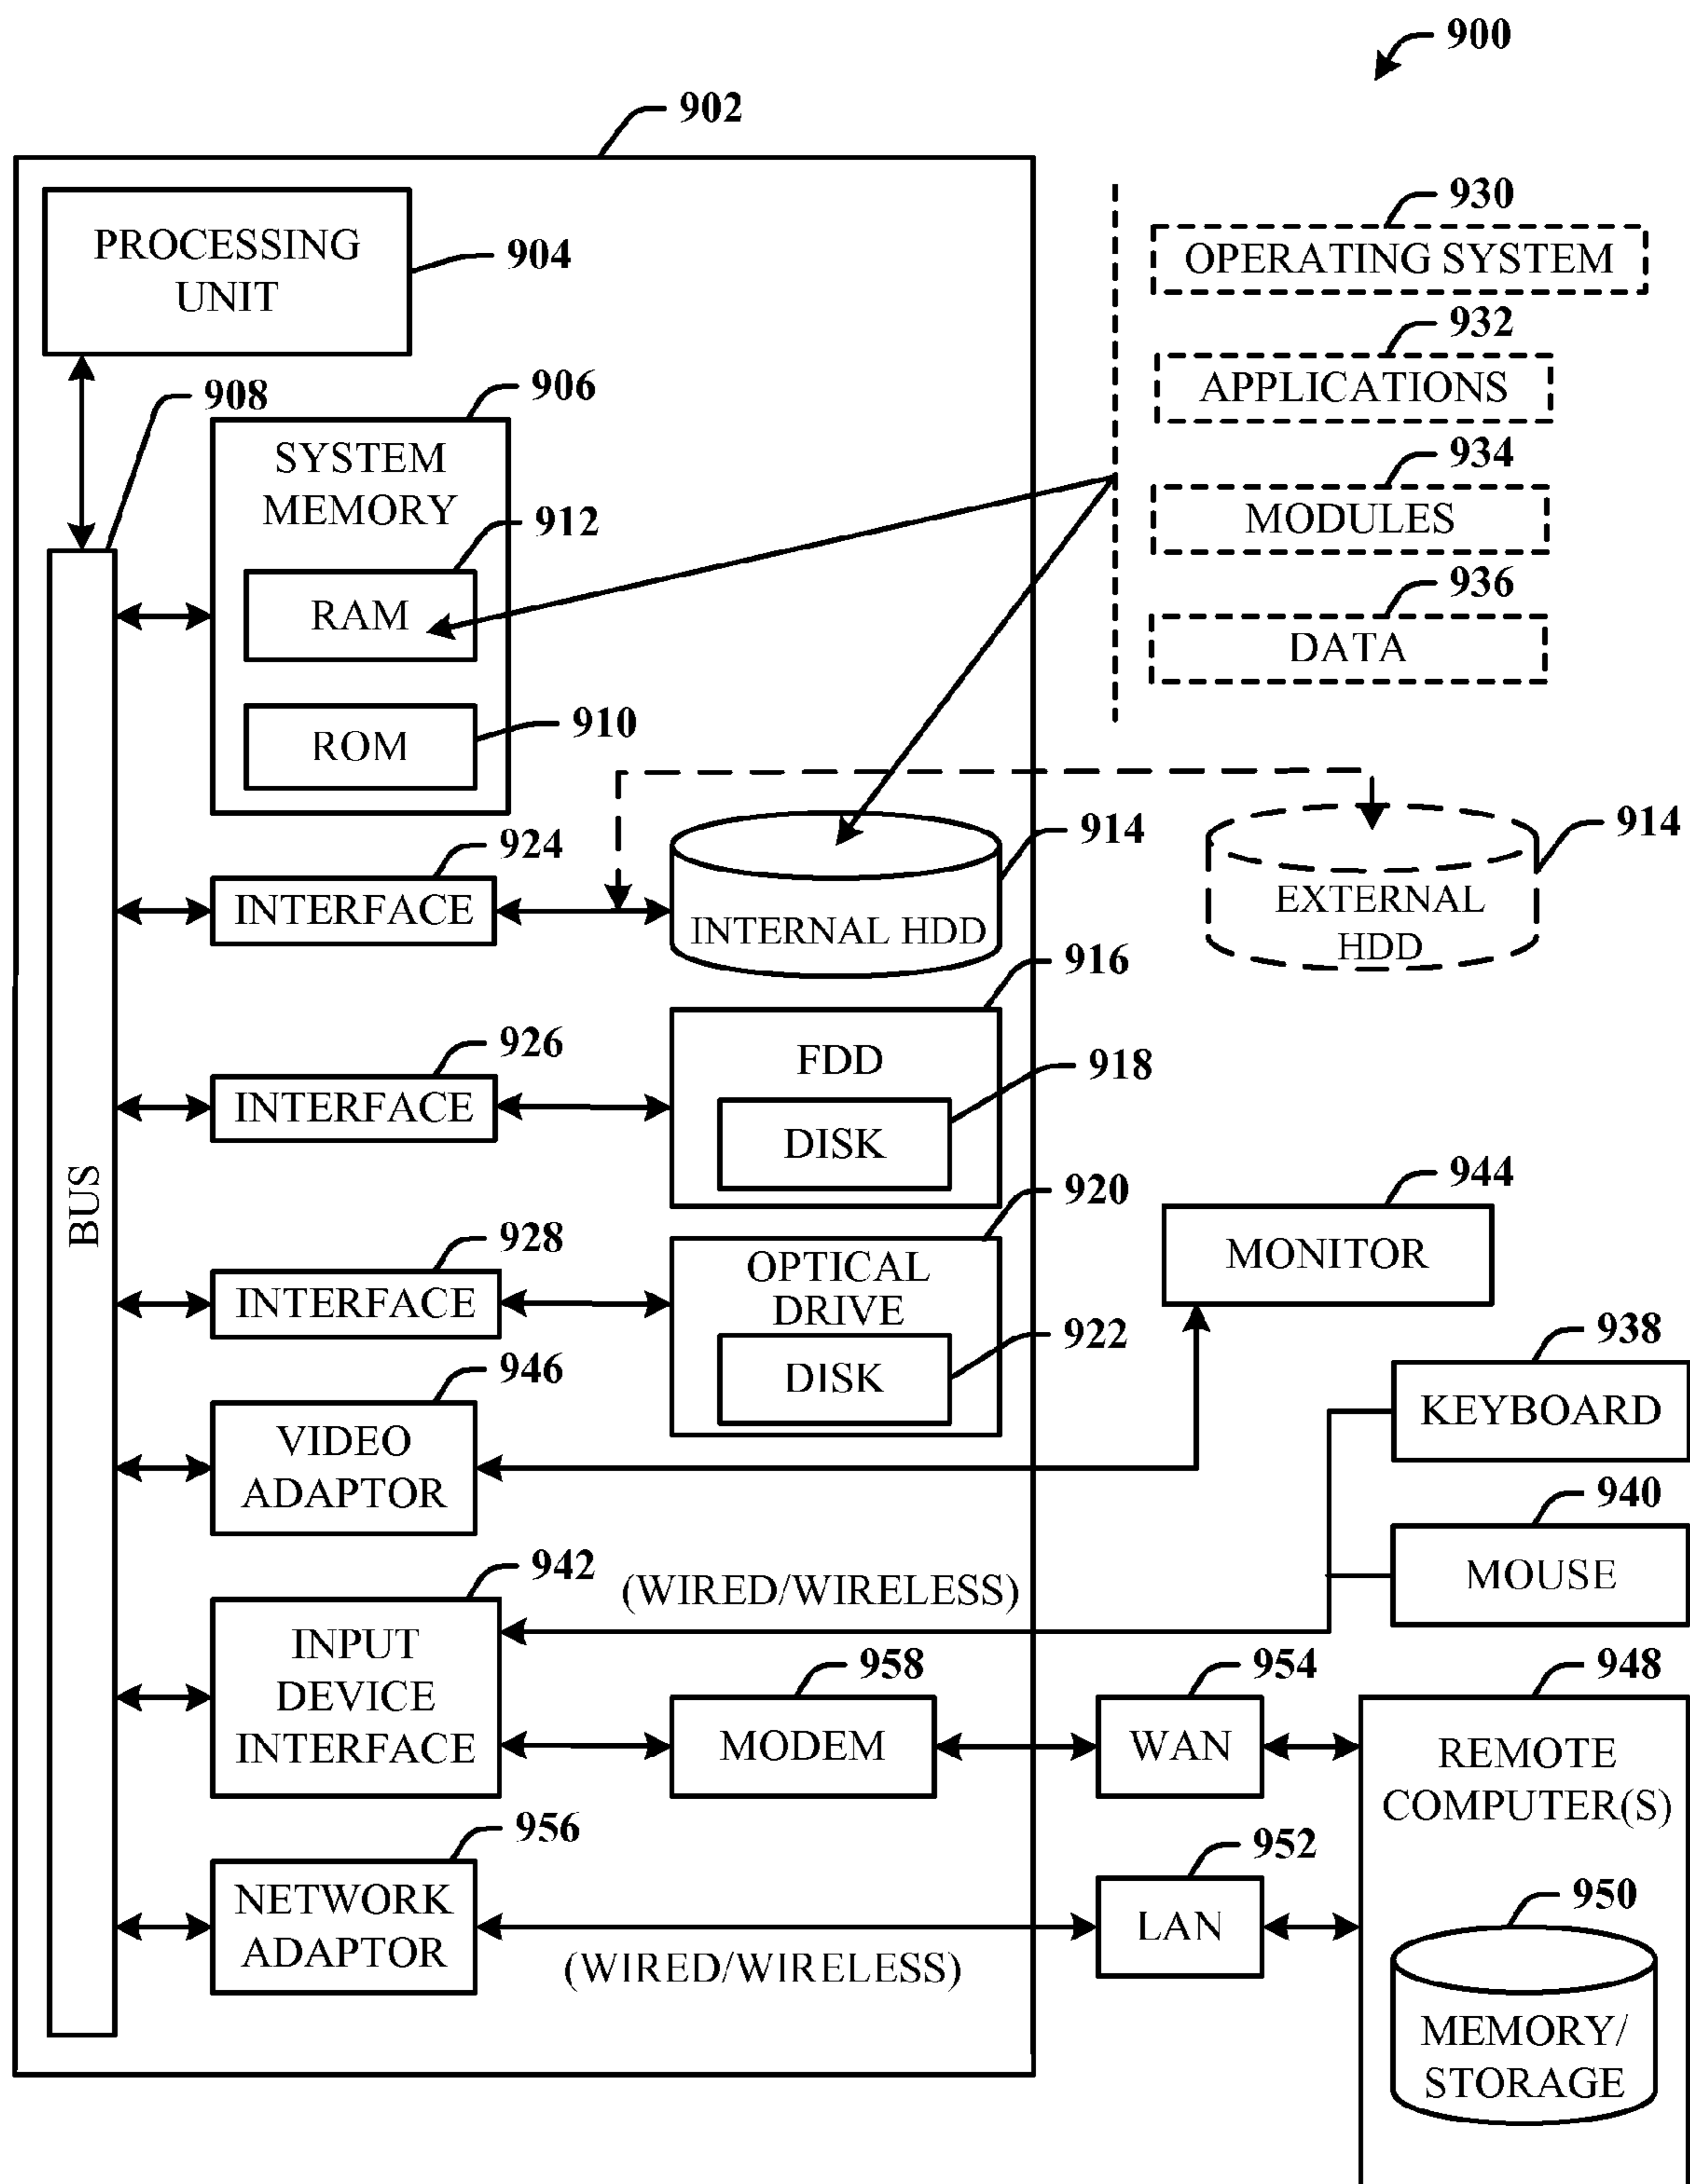 900
902
PROCESSING
UNIT
904
930
OPERATING SYSTEM
932
APPLICATIONS
934
MODULES
936
DATA
908
906
SYSTEM
MEMORY
912
RAM
910
ROM
BUS
924
INTERFACE
914
INTERNAL HDD
914
EXTERNAL
HDD
926
INTERFACE
916
FDD
918
DISK
928
INTERFACE
920
OPTICAL
DRIVE
922
DISK
944
MONITOR
946
VIDEO
ADAPTOR
938
KEYBOARD
940
MOUSE
942
INPUT
DEVICE
INTERFACE
(WIRED/WIRELESS)
958
MODEM
954
WAN
948
REMOTE
COMPUTER(S)
956
NETWORK
ADAPTOR
(WIRED/WIRELESS)
952
LAN
950
MEMORY/
STORAGE